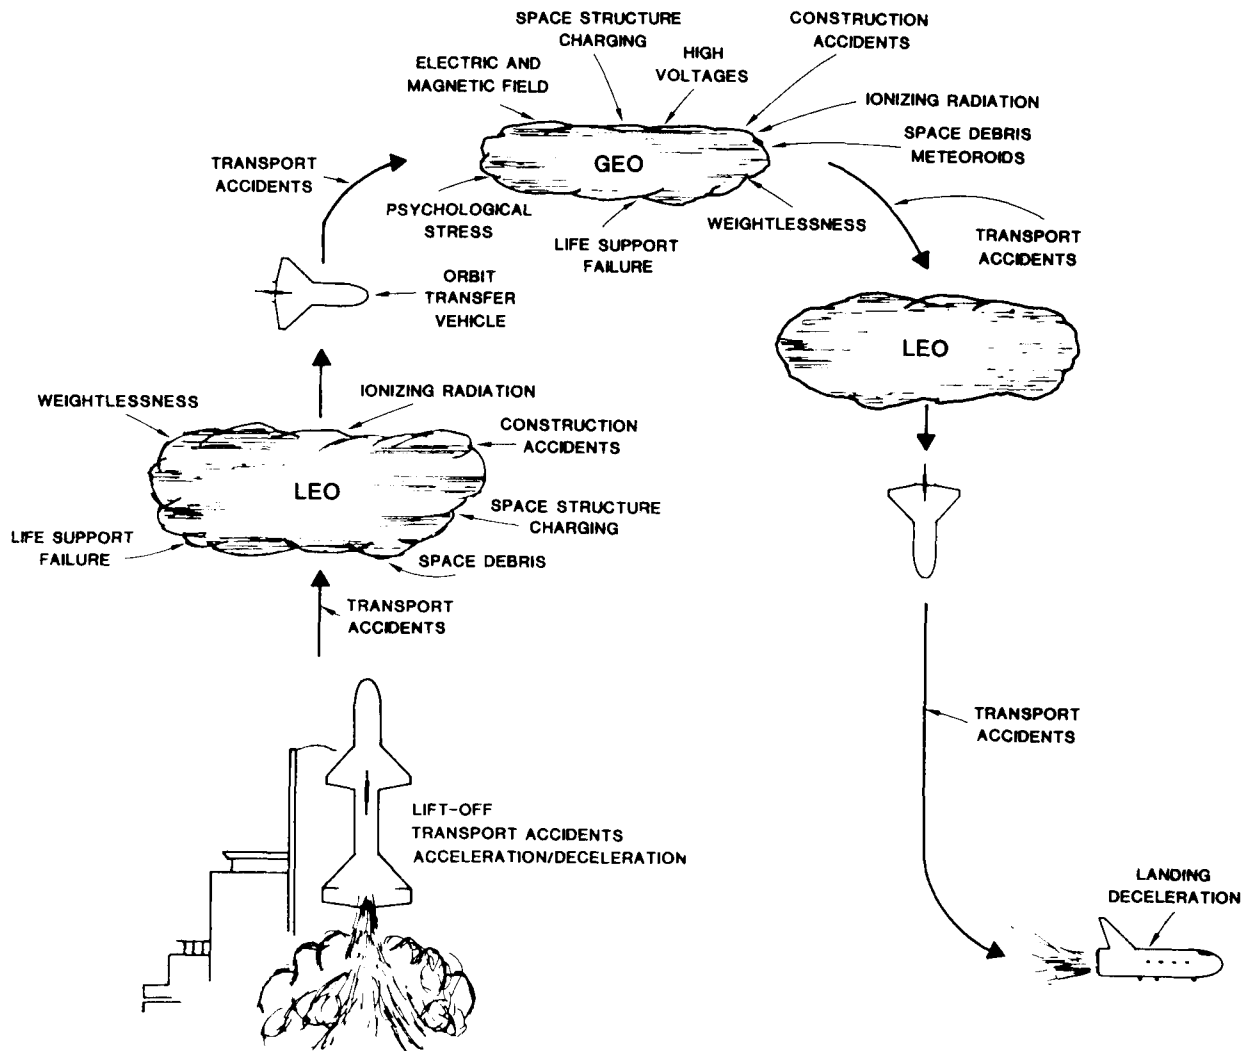 SPACE STRUCTURE
CHARGING
CONSTRUCTION
ACCIDENTS
HIGH
VOLTAGES
ELECTRIC AND
MAGNETIC FIELD
IONIZING RADIATION
SPACE DEBRIS
METEOROIDS
GEO
TRANSPORT
ACCIDENTS
PSYCHOLOGICAL
STRESS
WEIGHTLESSNESS
LIFE SUPPORT
FAILURE
TRANSPORT
ACCIDENTS
ORBIT
TRANSFER
VEHICLE
LEO
IONIZING RADIATION
WEIGHTLESSNESS
CONSTRUCTION
ACCIDENTS
LEO
SPACE STRUCTURE
CHARGING
LIFE SUPPORT
FAILURE
SPACE DEBRIS
TRANSPORT
ACCIDENTS
TRANSPORT
ACCIDENTS
LIFT-OFF
TRANSPORT ACCIDENTS
ACCELERATION/DECELERATION
LANDING
DECELERATION